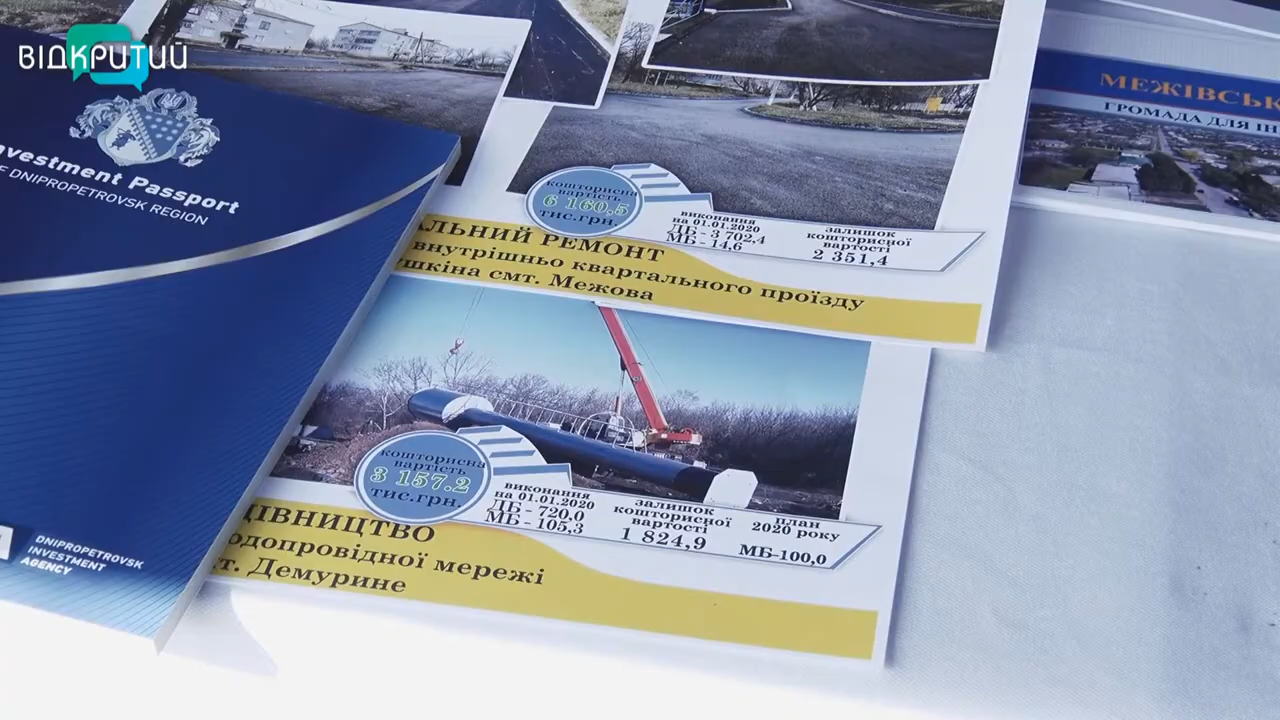 ВІДКРИТИЙ
Investment Passport
DNIPROPETROVSK REGION
DNIPROPETROVSK
INVESTMENT
AGENCY
кошторисна
вартість
6 160,5
тис.грн.
виконання
на 01.01.2020
ДБ - 3 702,4
МБ - 14,6
залишок
кошторисної
вартості
2 351,4
АЛЬНИЙ РЕМОНТ
внутрішньо квартального проїзду
ушкіна смт. Межова
кошторисна
вартість
3 157.2
тис.грн.
виконання
на 01.01.2020
ДБ - 720.0
МБ - 105,3
залишок
кошторисної
вартості
1 824,9
план
2020 року
МБ-100,0
ДІВНИЦТВО
одопровідної мережі
т. Демурине
МЕЖІВСЬК
ГРОМАДА ДЛЯ ІН